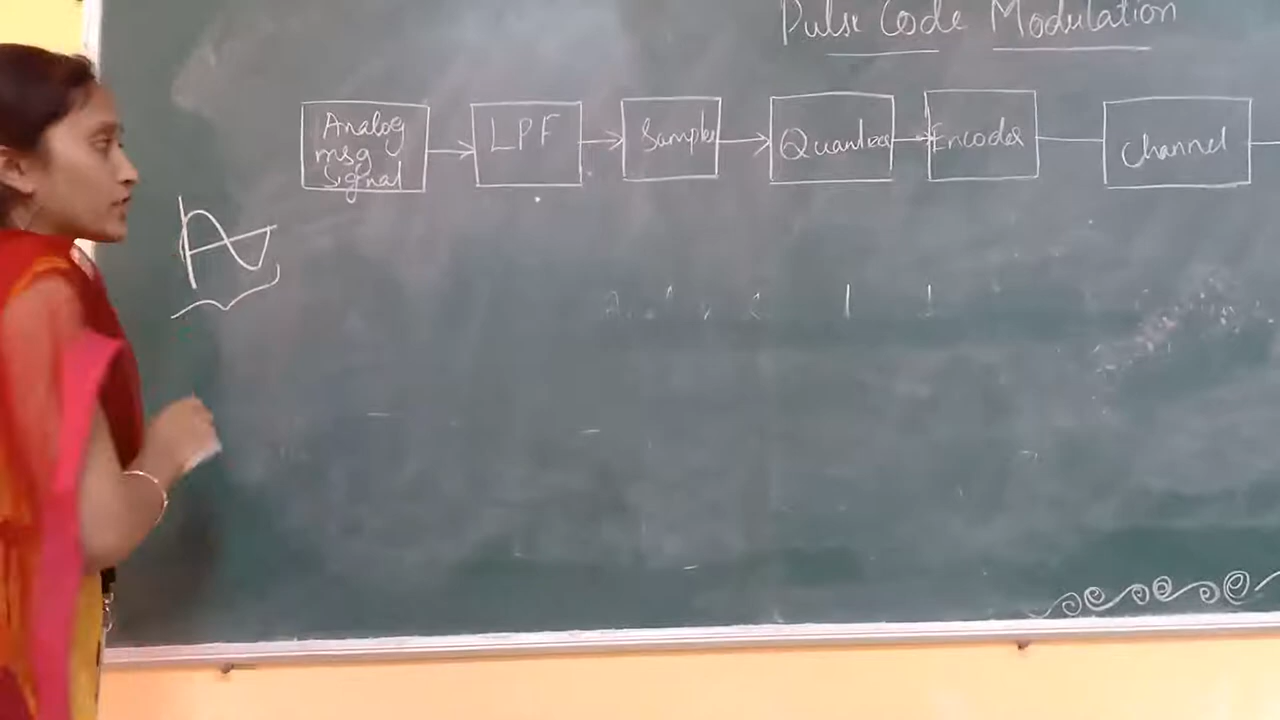 Pulse Code Modulation
Analog
msg
signal
LPF
Sampler
Quantizer
Encoder
Channel